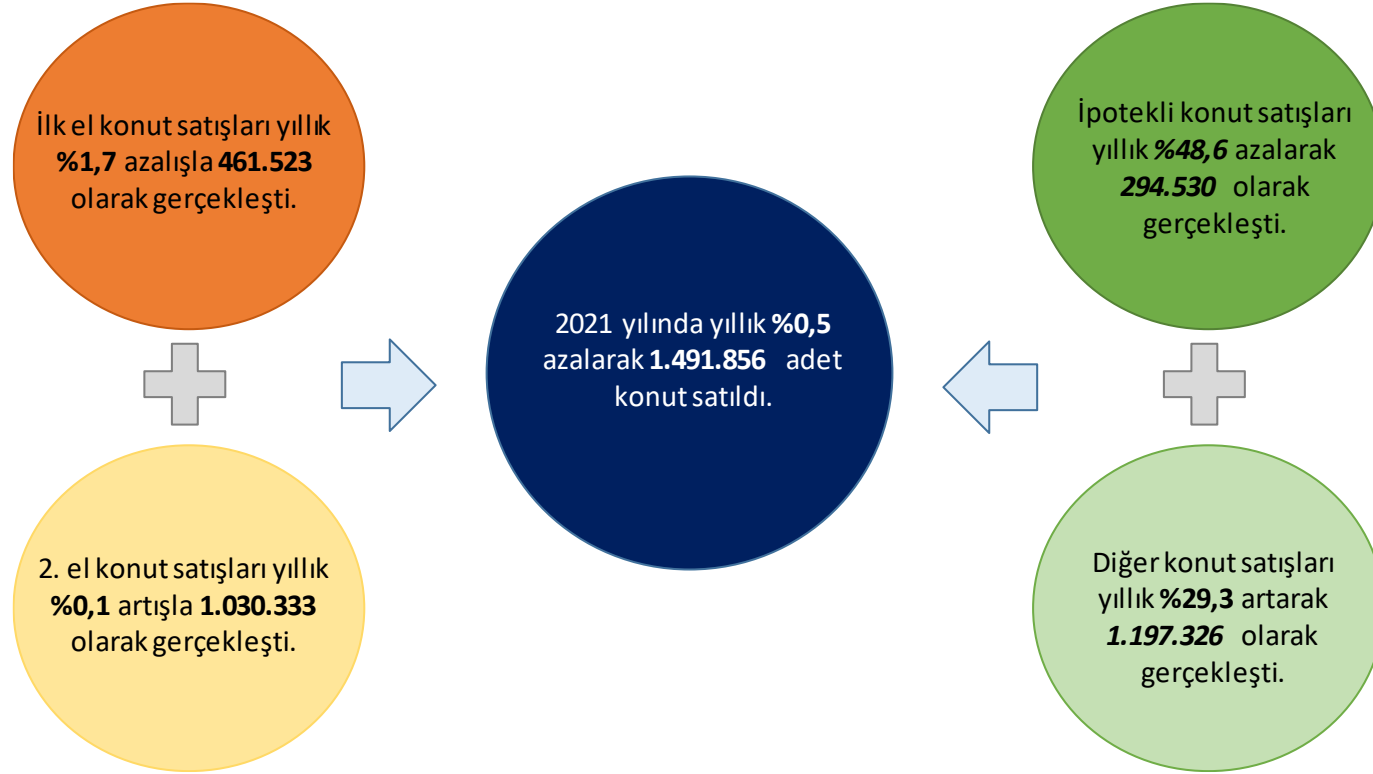 İlk el konut satışları yıllık
%1,7 azalışla 461.523
olarak gerçekleşti.
2. el konut satışları yıllık
%0,1 artışla 1.030.333
olarak gerçekleşti.
2021 yılında yıllık %0,5
azalarak 1.491.856 adet
konut satıldı.
İpotekli konut satışları
yıllık %48,6 azalarak
294.530 olarak
gerçekleşti.
Diğer konut satışları
yıllık %29,3 artarak
1.197.326 olarak
gerçekleşti.